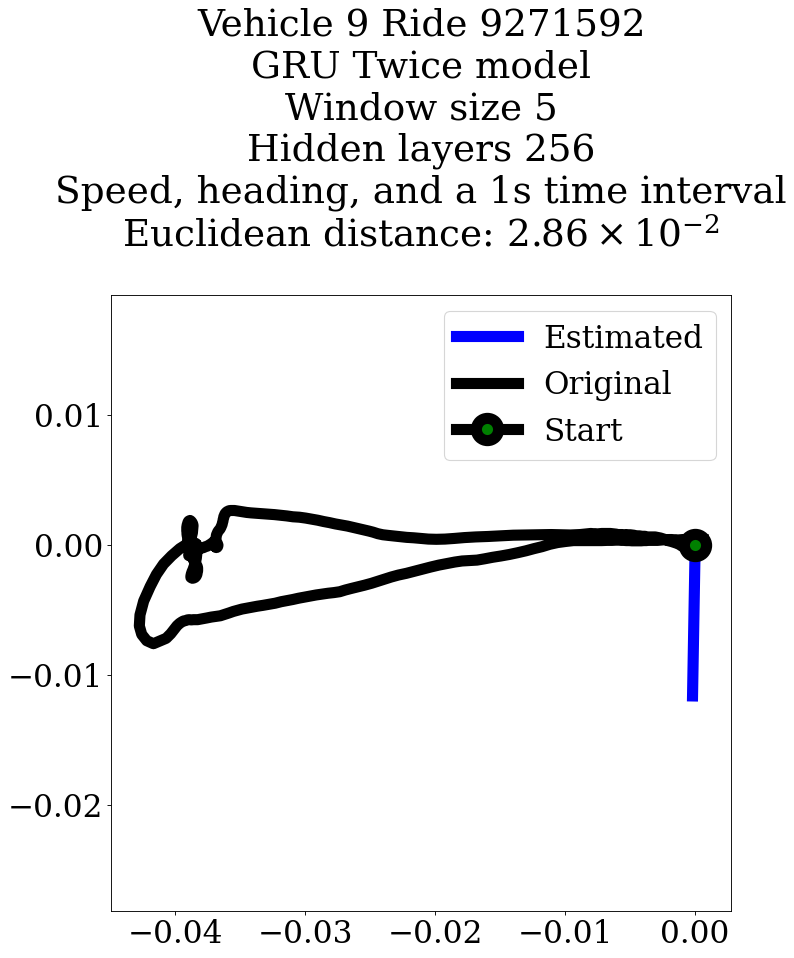 Vehicle 9 Ride 9271592
GRU Twice model
Window size 5
Hidden layers 256
Speed, heading, and a 1s time interval
Euclidean distance: 2.86 × 10⁻²
Estimated
Original
Start
0.01
0.00
−0.01
−0.02
−0.04 −0.03 −0.02 −0.01 0.00